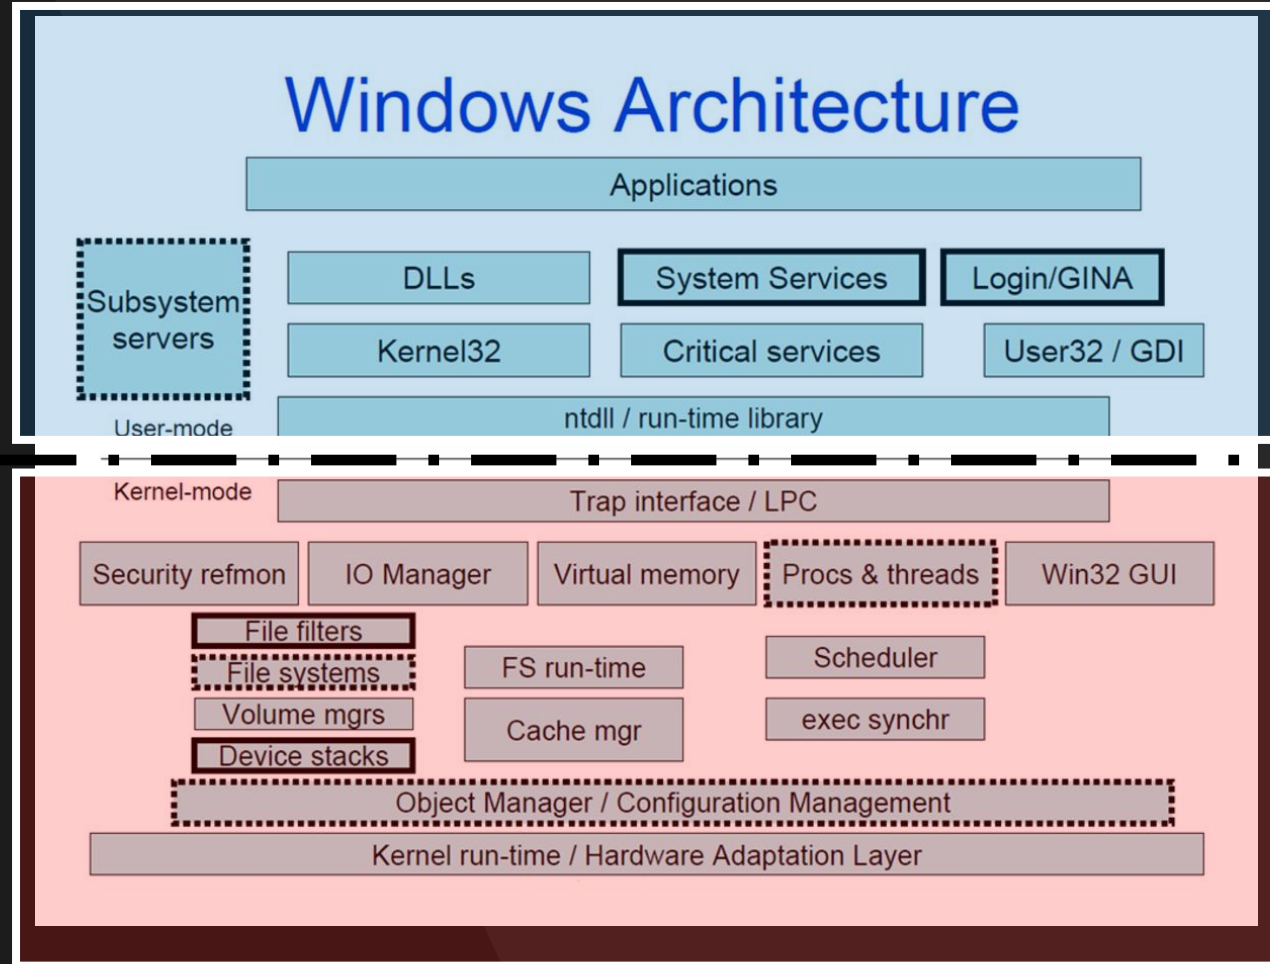 Windows Architecture
Applications
Subsystem
servers
DLLs
System Services
Login/GINA
Kernel32
Critical services
User32 / GDI
ntdll / run-time library
User-mode
Kernel-mode
Trap interface / LPC
Security refmon
IO Manager
Virtual memory
Procs & threads
Win32 GUI
File filters
File systems
Volume mgrs
Device stacks
FS run-time
Cache mgr
Scheduler
exec synchr
Object Manager / Configuration Management
Kernel run-time / Hardware Adaptation Layer